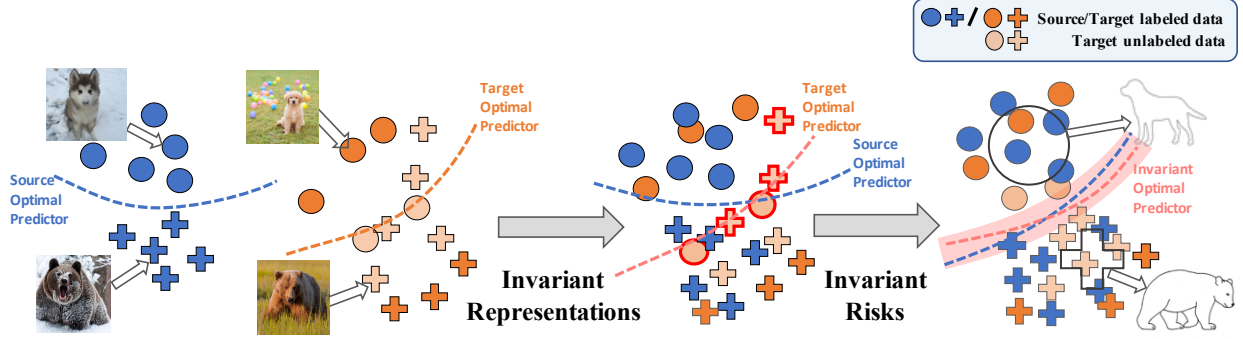 Source/Target labeled data
Target unlabeled data
Source
Optimal
Predictor
Target
Optimal
Predictor
Invariant
Representations
Target
Optimal
Predictor
Source
Optimal
Predictor
Invariant
Risks
Invariant
Optimal
Predictor